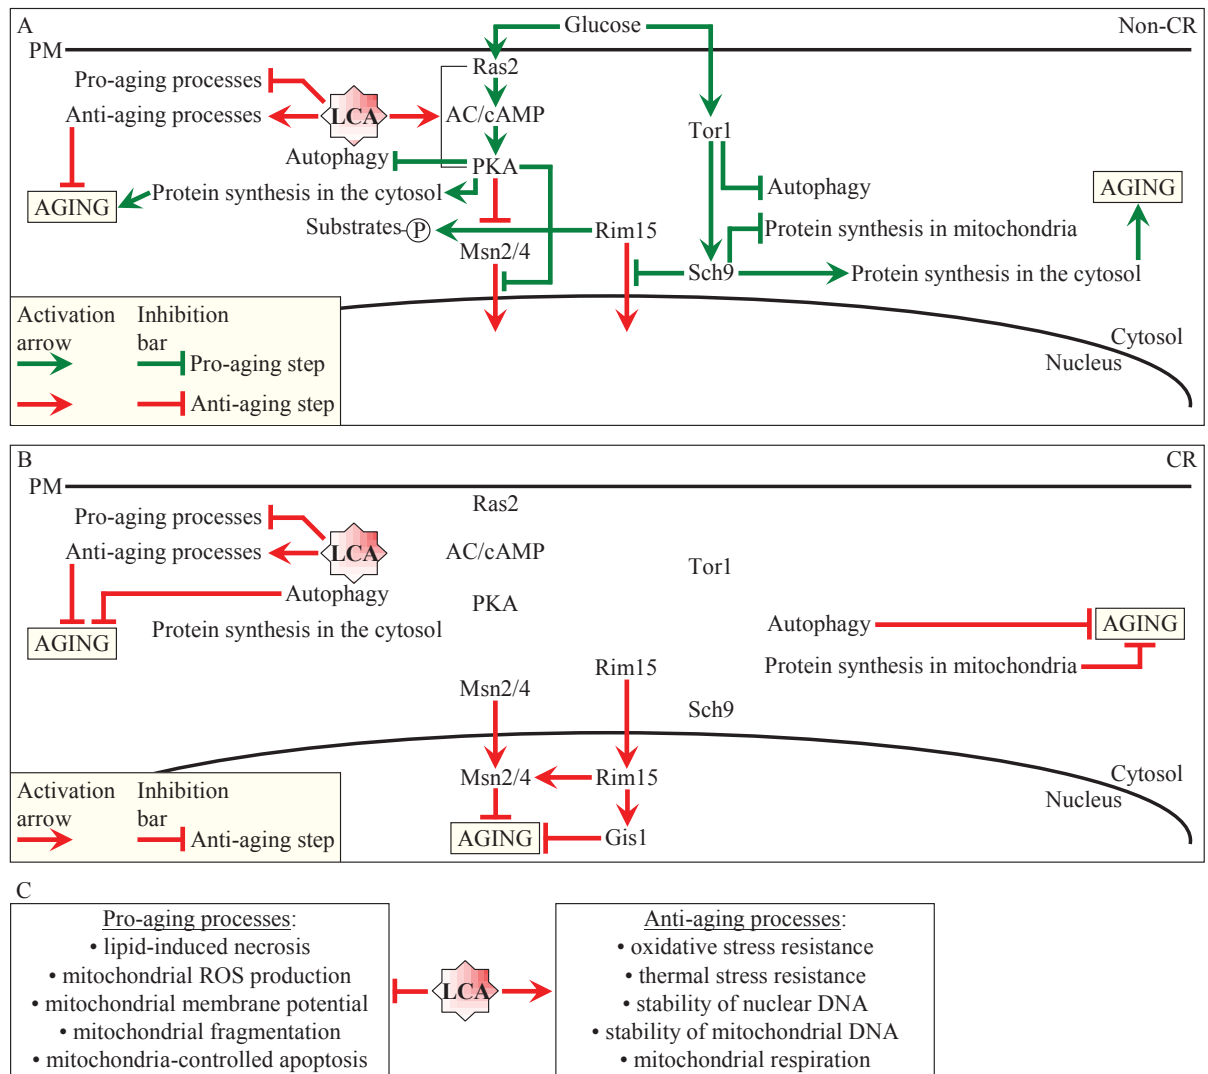 A
Glucose
Non-CR
PM
Ras2
Pro-aging processes
Anti-aging processes
LCA
AC/cAMP
Tor1
Autophagy
PKA
Autophagy
AGING
Protein synthesis in the cytosol
AGING
Substrates
P
Rim15
Protein synthesis in mitochondria
Msn2/4
Sch9
Protein synthesis in the cytosol
Activation arrow
Inhibition bar
Pro-aging step
Anti-aging step
Cytosol
Nucleus
B
CR
PM
Ras2
Pro-aging processes
Anti-aging processes
LCA
AC/cAMP
Tor1
Autophagy
PKA
Protein synthesis in the cytosol
AGING
Autophagy
AGING
Protein synthesis in mitochondria
Rim15
Msn2/4
Sch9
Msn2/4
Rim15
Cytosol
Nucleus
AGING
Gis1
Activation arrow
Inhibition bar
Anti-aging step
C
Pro-aging processes:
• lipid-induced necrosis
• mitochondrial ROS production
• mitochondrial membrane potential
• mitochondrial fragmentation
• mitochondria-controlled apoptosis
LCA
Anti-aging processes:
• oxidative stress resistance
• thermal stress resistance
• stability of nuclear DNA
• stability of mitochondrial DNA
• mitochondrial respiration